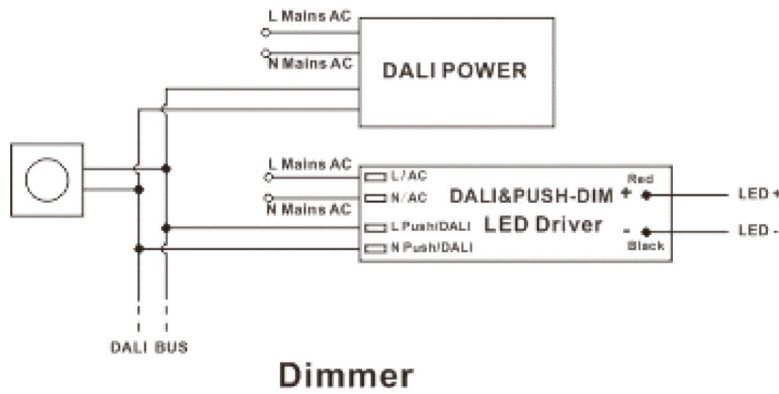 L Mains AC
N Mains AC
DALI POWER
L Mains AC
N Mains AC
L/AC
N/AC
L Push/DALI
N Push/DALI
DALI&PUSH-DIM
LED Driver
Red
+
-
Black
LED +
LED -
DALI BUS
Dimmer